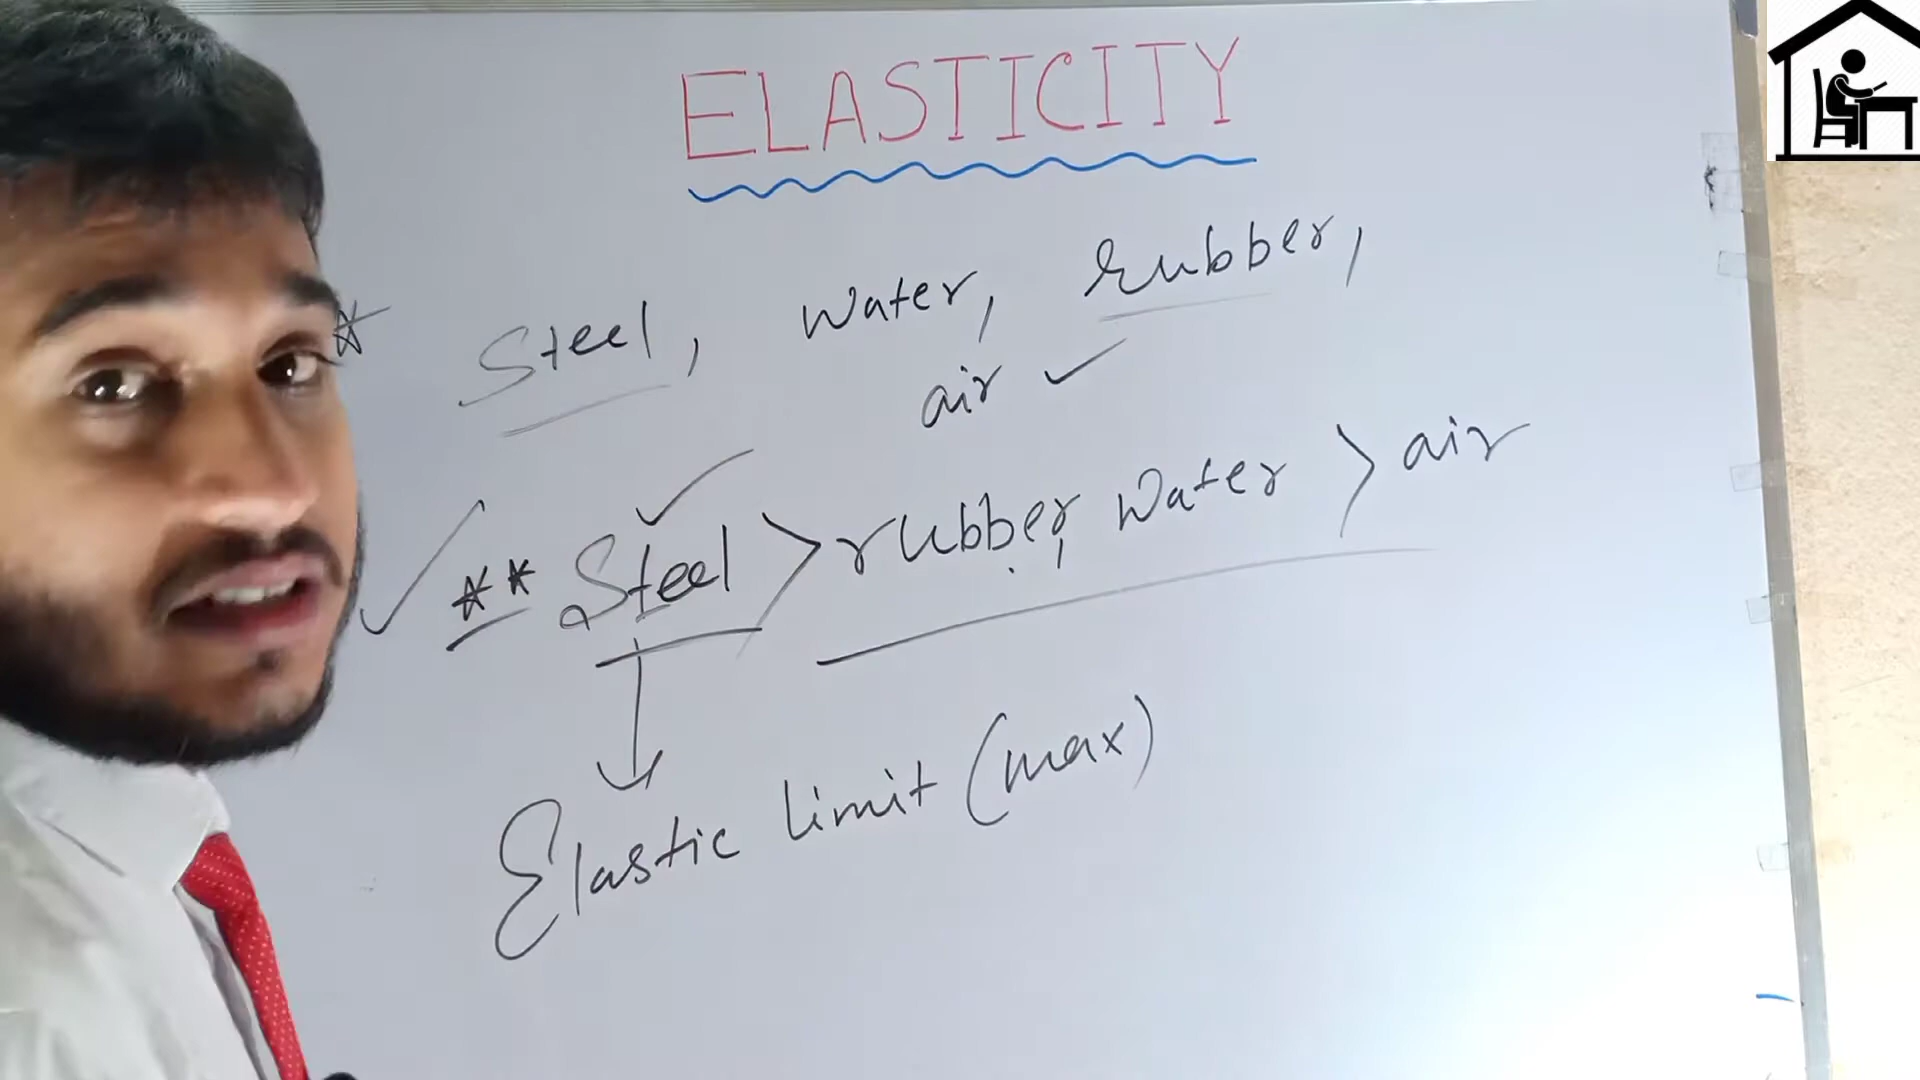 ELASTICITY
* Steel, water, rubber,
air ✓
✓ ** Steel > rubber, water > air
Elastic limit (max)